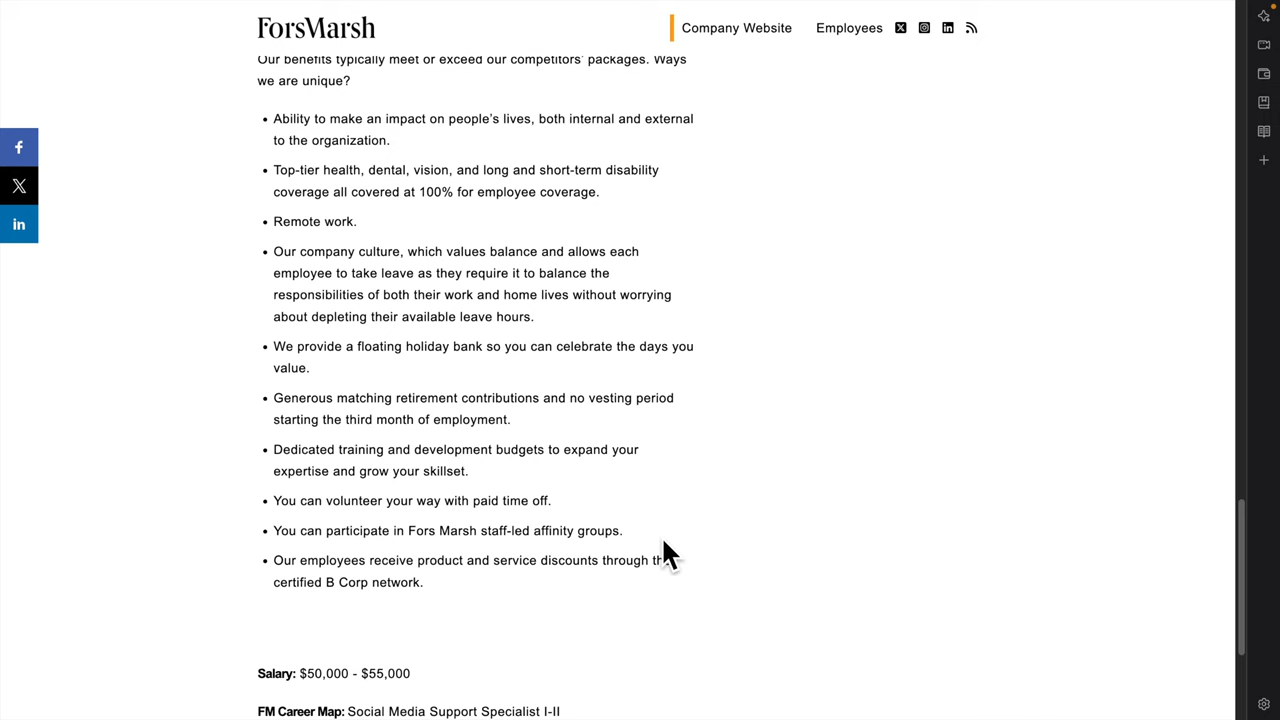 ForsMarsh
Company Website
Employees
Our benefits typically meet or exceed our competitors' packages. Ways
we are unique?
• Ability to make an impact on people's lives, both internal and external
to the organization.
• Top-tier health, dental, vision, and long and short-term disability
coverage all covered at 100% for employee coverage.
• Remote work.
• Our company culture, which values balance and allows each
employee to take leave as they require it to balance the
responsibilities of both their work and home lives without worrying
about depleting their available leave hours.
• We provide a floating holiday bank so you can celebrate the days you
value.
• Generous matching retirement contributions and no vesting period
starting the third month of employment.
• Dedicated training and development budgets to expand your
expertise and grow your skillset.
• You can volunteer your way with paid time off.
• You can participate in Fors Marsh staff-led affinity groups.
• Our employees receive product and service discounts through
certified B Corp network.
Salary: $50,000 - $55,000
FM Career Map: Social Media Support Specialist I-II